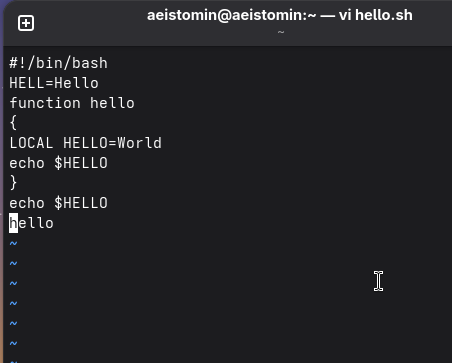 aeistomin@aeistomin:~ — vi hello.sh
~
#!/bin/bash
HELL=Hello
function hello
{
LOCAL HELLO=World
echo $HELLO
}
echo $HELLO
hello
~
~
~
~
~
~
~